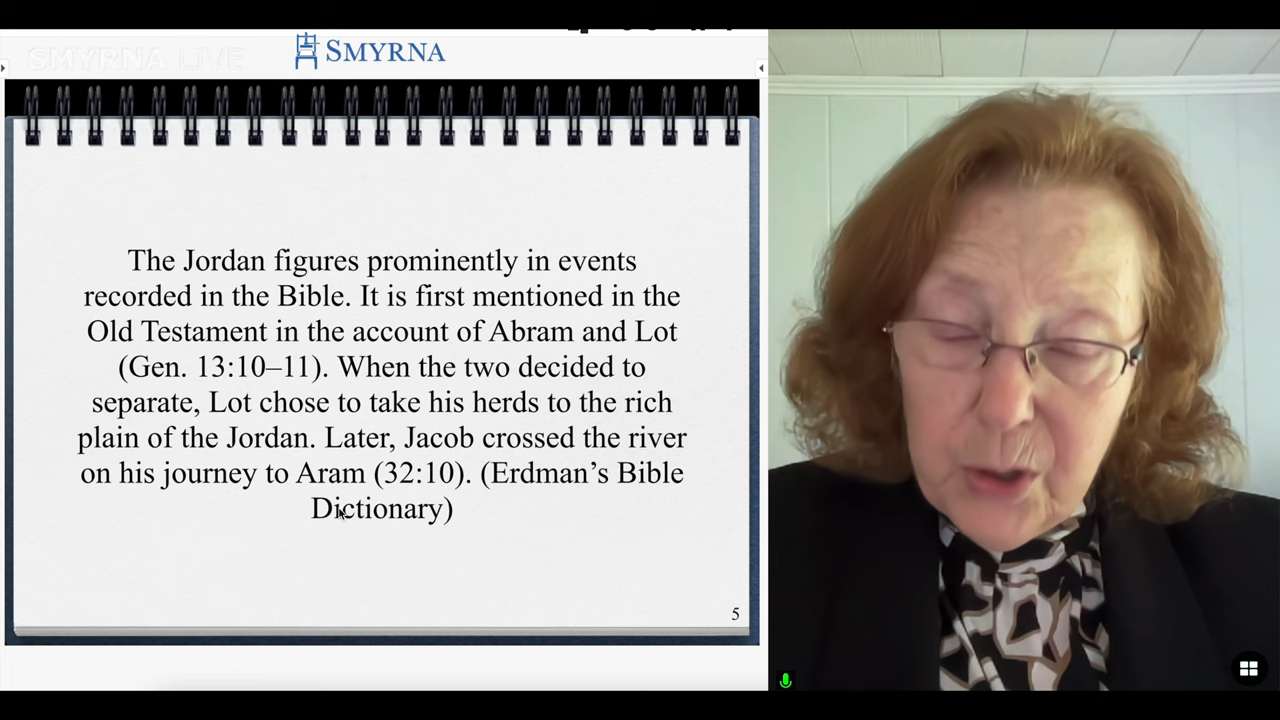 SMYRNA LIVE
SMYRNA
The Jordan figures prominently in events
recorded in the Bible. It is first mentioned in the
Old Testament in the account of Abram and Lot
(Gen. 13:10–11). When the two decided to
separate, Lot chose to take his herds to the rich
plain of the Jordan. Later, Jacob crossed the river
on his journey to Aram (32:10). (Erdman’s Bible
Dictionary)
5